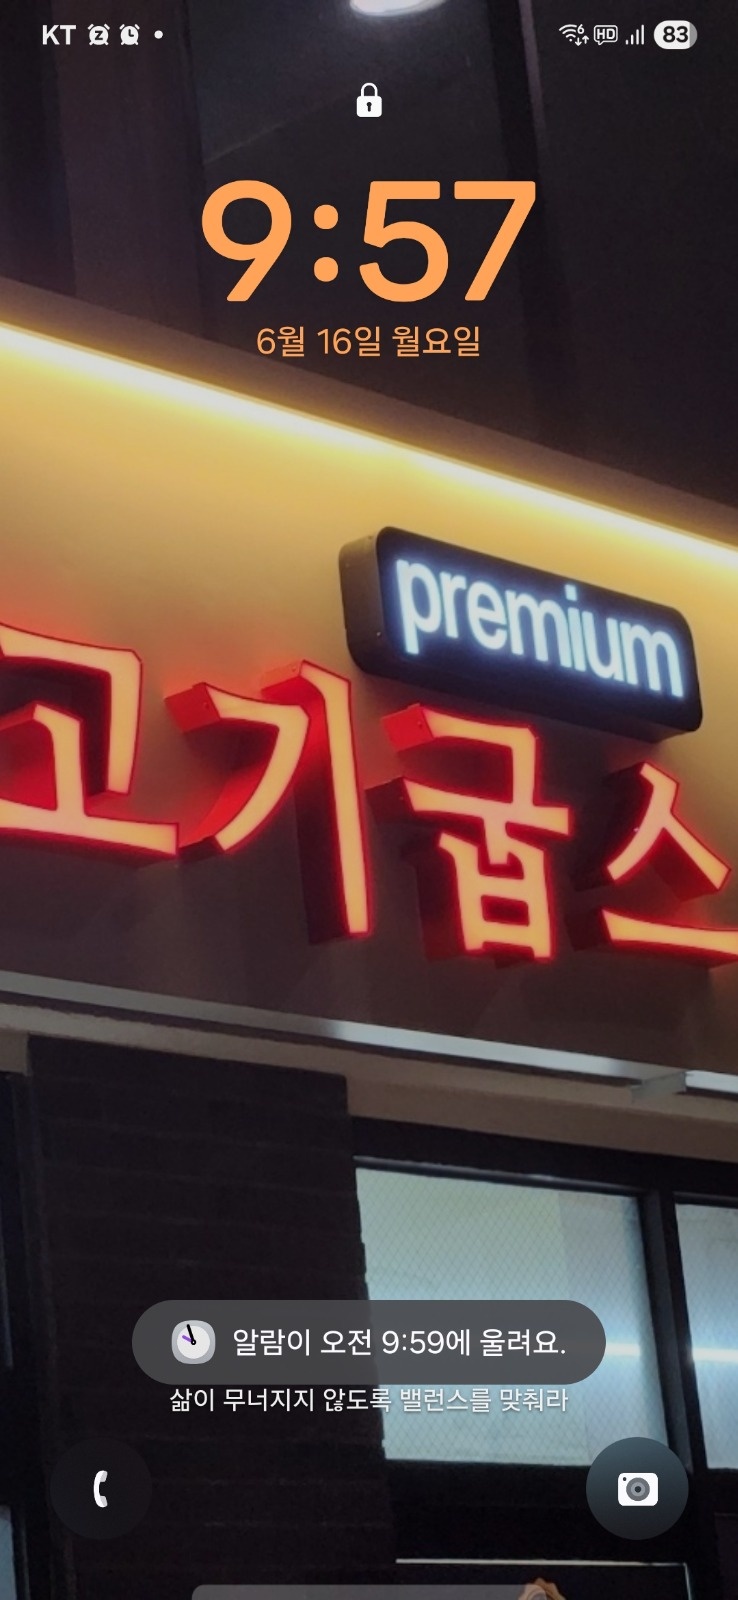 KT
HD
83
9:57
6월 16일 월요일
premium
고기굽스
알람이 오전 9:59에 울려요.
삶이 무너지지 않도록 밸런스를 맞춰라